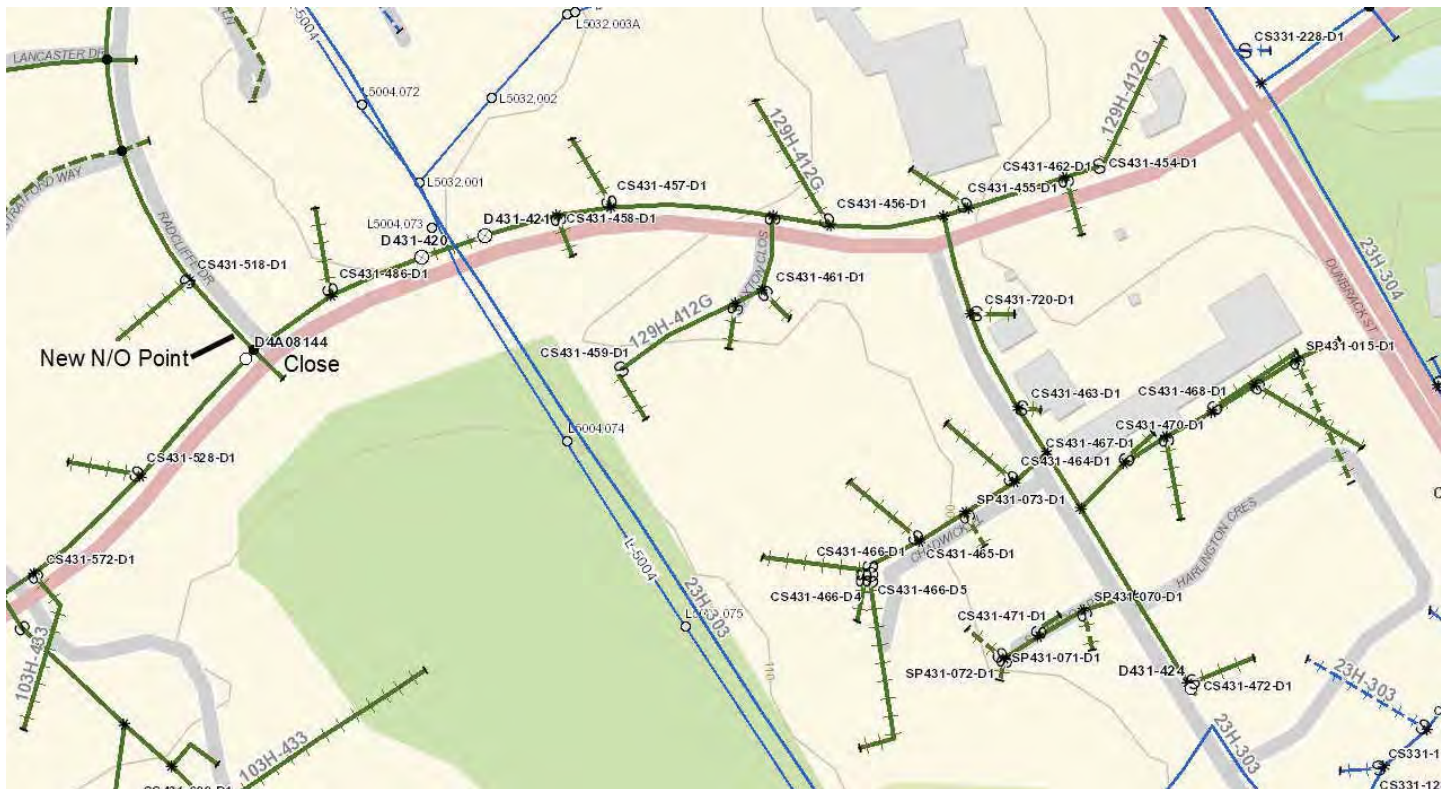 L5032,003A
CS331-228-D1
LANCASTER DR
L-5004
L5004,072
L5032,002
129H-412G
129H-412G
CS431-462-D1
CS431-454-D1
L5032,001
CS431-457-D1
CS431-455-D1
CS431-456-D1
L5004,073
D431-421
CS431-458-D1
D431-420
RADCLIFFE DR
CS431-518-D1
CS431-486-D1
CS431-461-D1
23H-304
DUNBRACK ST
CS431-720-D1
129H-412G
D4A08144
New N/O Point
Close
CS431-459-D1
SP431-015-D1
CS431-463-D1
CS431-468-D1
CS431-470-D1
L5004,074
CS431-467-D1
CS431-464-D1
CS431-528-D1
SP431-073-D1
CS431-466-D1
CS431-465-D1
CS431-572-D1
L-5004
CS431-466-D4
CS431-466-D5
HARLINGTON CRES
23H-303
SP431-070-D1
CS431-471-D1
SP431-071-D1
SP431-072-D1
D431-424
CS431-472-D1
103H-433
110
23H-303
23H-303
103H-433